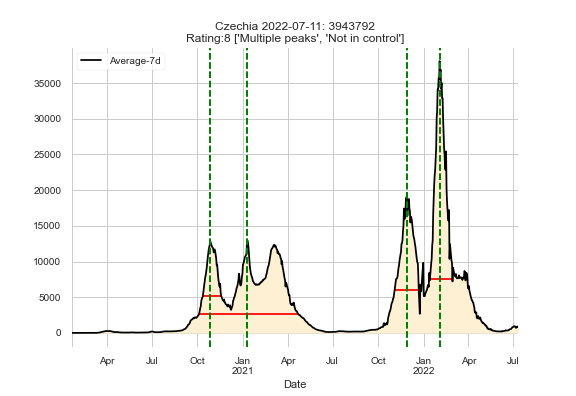 Czechia 2022-07-11: 3943792
Rating:8 ['Multiple peaks', 'Not in control']
Average-7d
35000
30000
25000
20000
15000
10000
5000
0
Apr Jul Oct Jan Apr Jul Oct Jan Apr Jul
2021 2022
Date